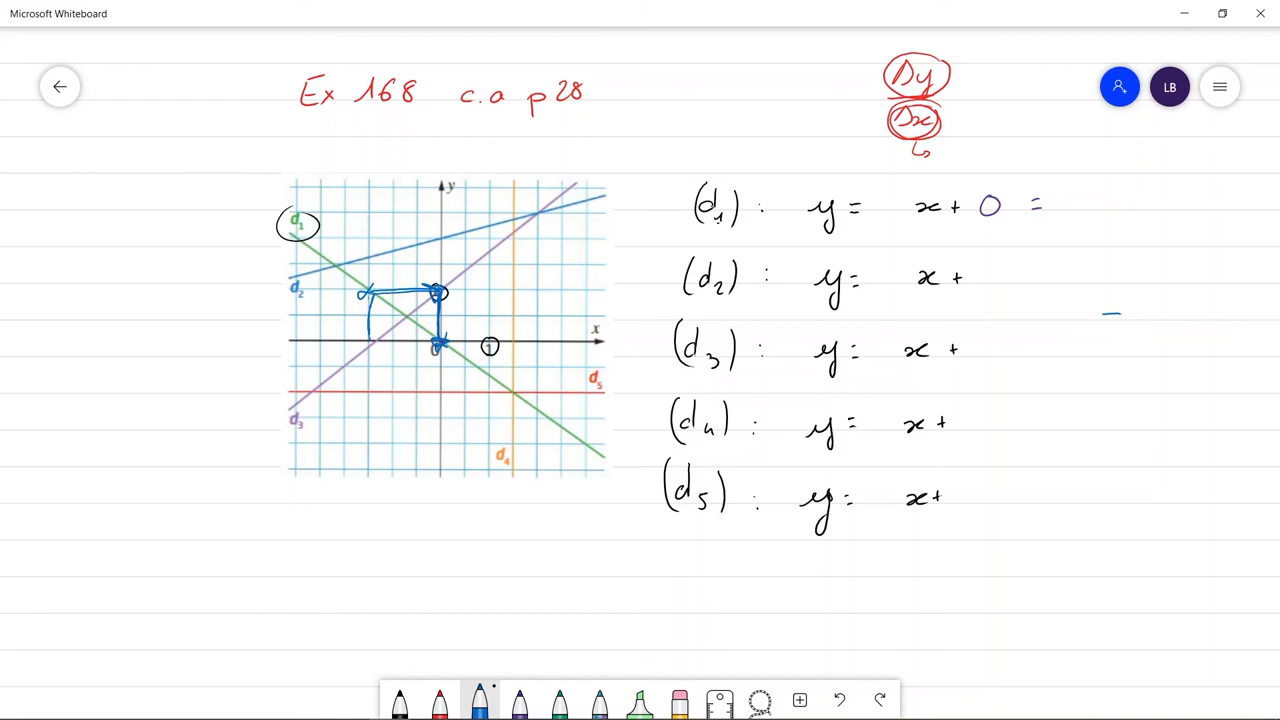 Microsoft Whiteboard
Ex 168 c.a p 28
Δy
Δx
LB
y
d₁
d₂
x
0
1
d₅
d₃
d₄
(d₁) : y = x + 0 =
(d₂) : y = x +
(d₃) : y = x +
(d₄) : y = x +
(d₅) : y = x +